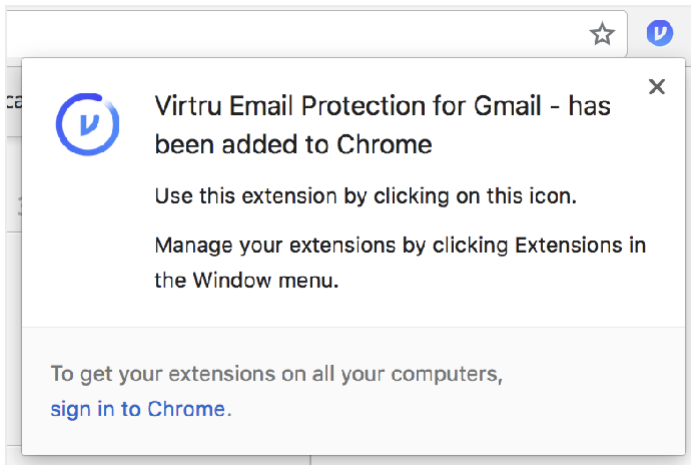 Virtru Email Protection for Gmail - has
been added to Chrome
Use this extension by clicking on this icon.
Manage your extensions by clicking Extensions in
the Window menu.
To get your extensions on all your computers,
sign in to Chrome.